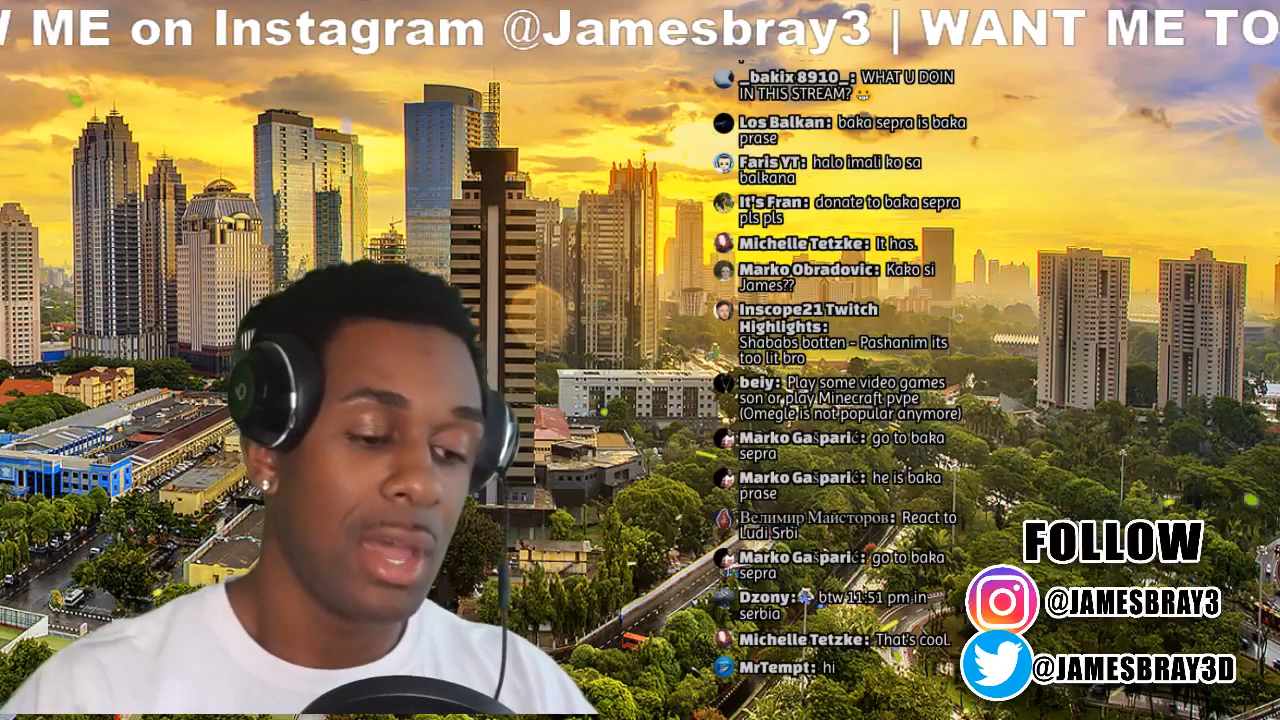 W ME on Instagram @Jamesbray3 | WANT ME TO
_bakix 8910_: WHAT U DOIN
IN THIS STREAM? 😁
Los Balkan: baka sepra is baka
prase
Faris YT: halo imali ko sa
balkana
It's Fran: donate to baka sepra
pls pls
Michelle Tetzke: It has.
Marko Obradovic: Kako si
James??
Inscope21 Twitch
Highlights:
Shababs botten - Pashanim its
too lit bro
beiy: Play some video games
son or play Minecraft pvpe
(Omegle is not popular anymore)
Marko Gašparić: go to baka
sepra
Marko Gašparić: he is baka
prase
Велимир Майсторов: React to
Ludi Srbi
Marko Gašparić: go to baka
sepra
Dzony: btw 11:51 pm in
serbia
Michelle Tetzke: That's cool.
MrTempt: hi
FOLLOW
@JAMESBRAY3
@JAMESBRAY3D